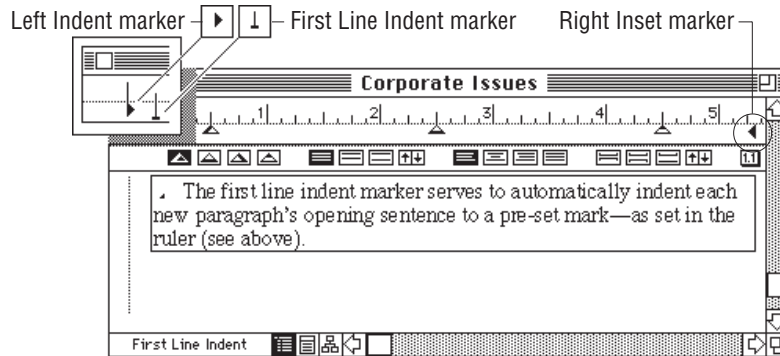 Left Indent marker
First Line Indent marker
Right Inset marker
Corporate Issues
1 2 3 4 5
1.1
The first line indent marker serves to automatically indent each
new paragraph's opening sentence to a pre-set mark—as set in the
ruler (see above).
First Line Indent